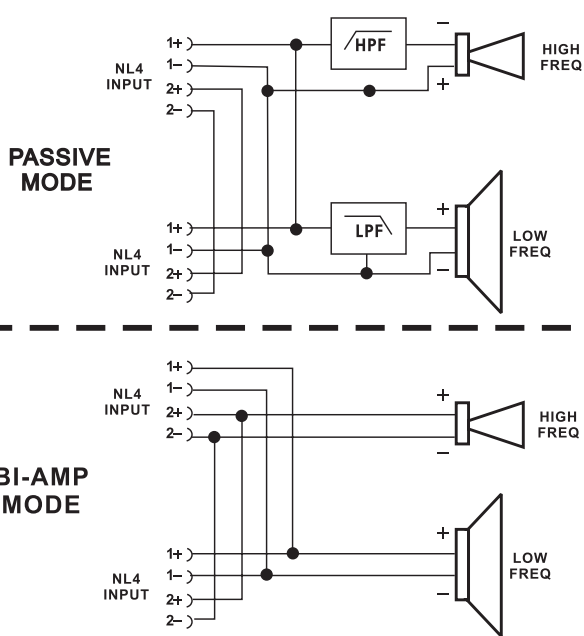 PASSIVE
MODE
NL4
INPUT
1+
1−
2+
2−
HPF
−
+
HIGH
FREQ
NL4
INPUT
1+
1−
2+
2−
LPF
+
−
LOW
FREQ
BI-AMP
MODE
NL4
INPUT
1+
1−
2+
2−
+
−
HIGH
FREQ
NL4
INPUT
1+
1−
2+
2−
+
−
LOW
FREQ